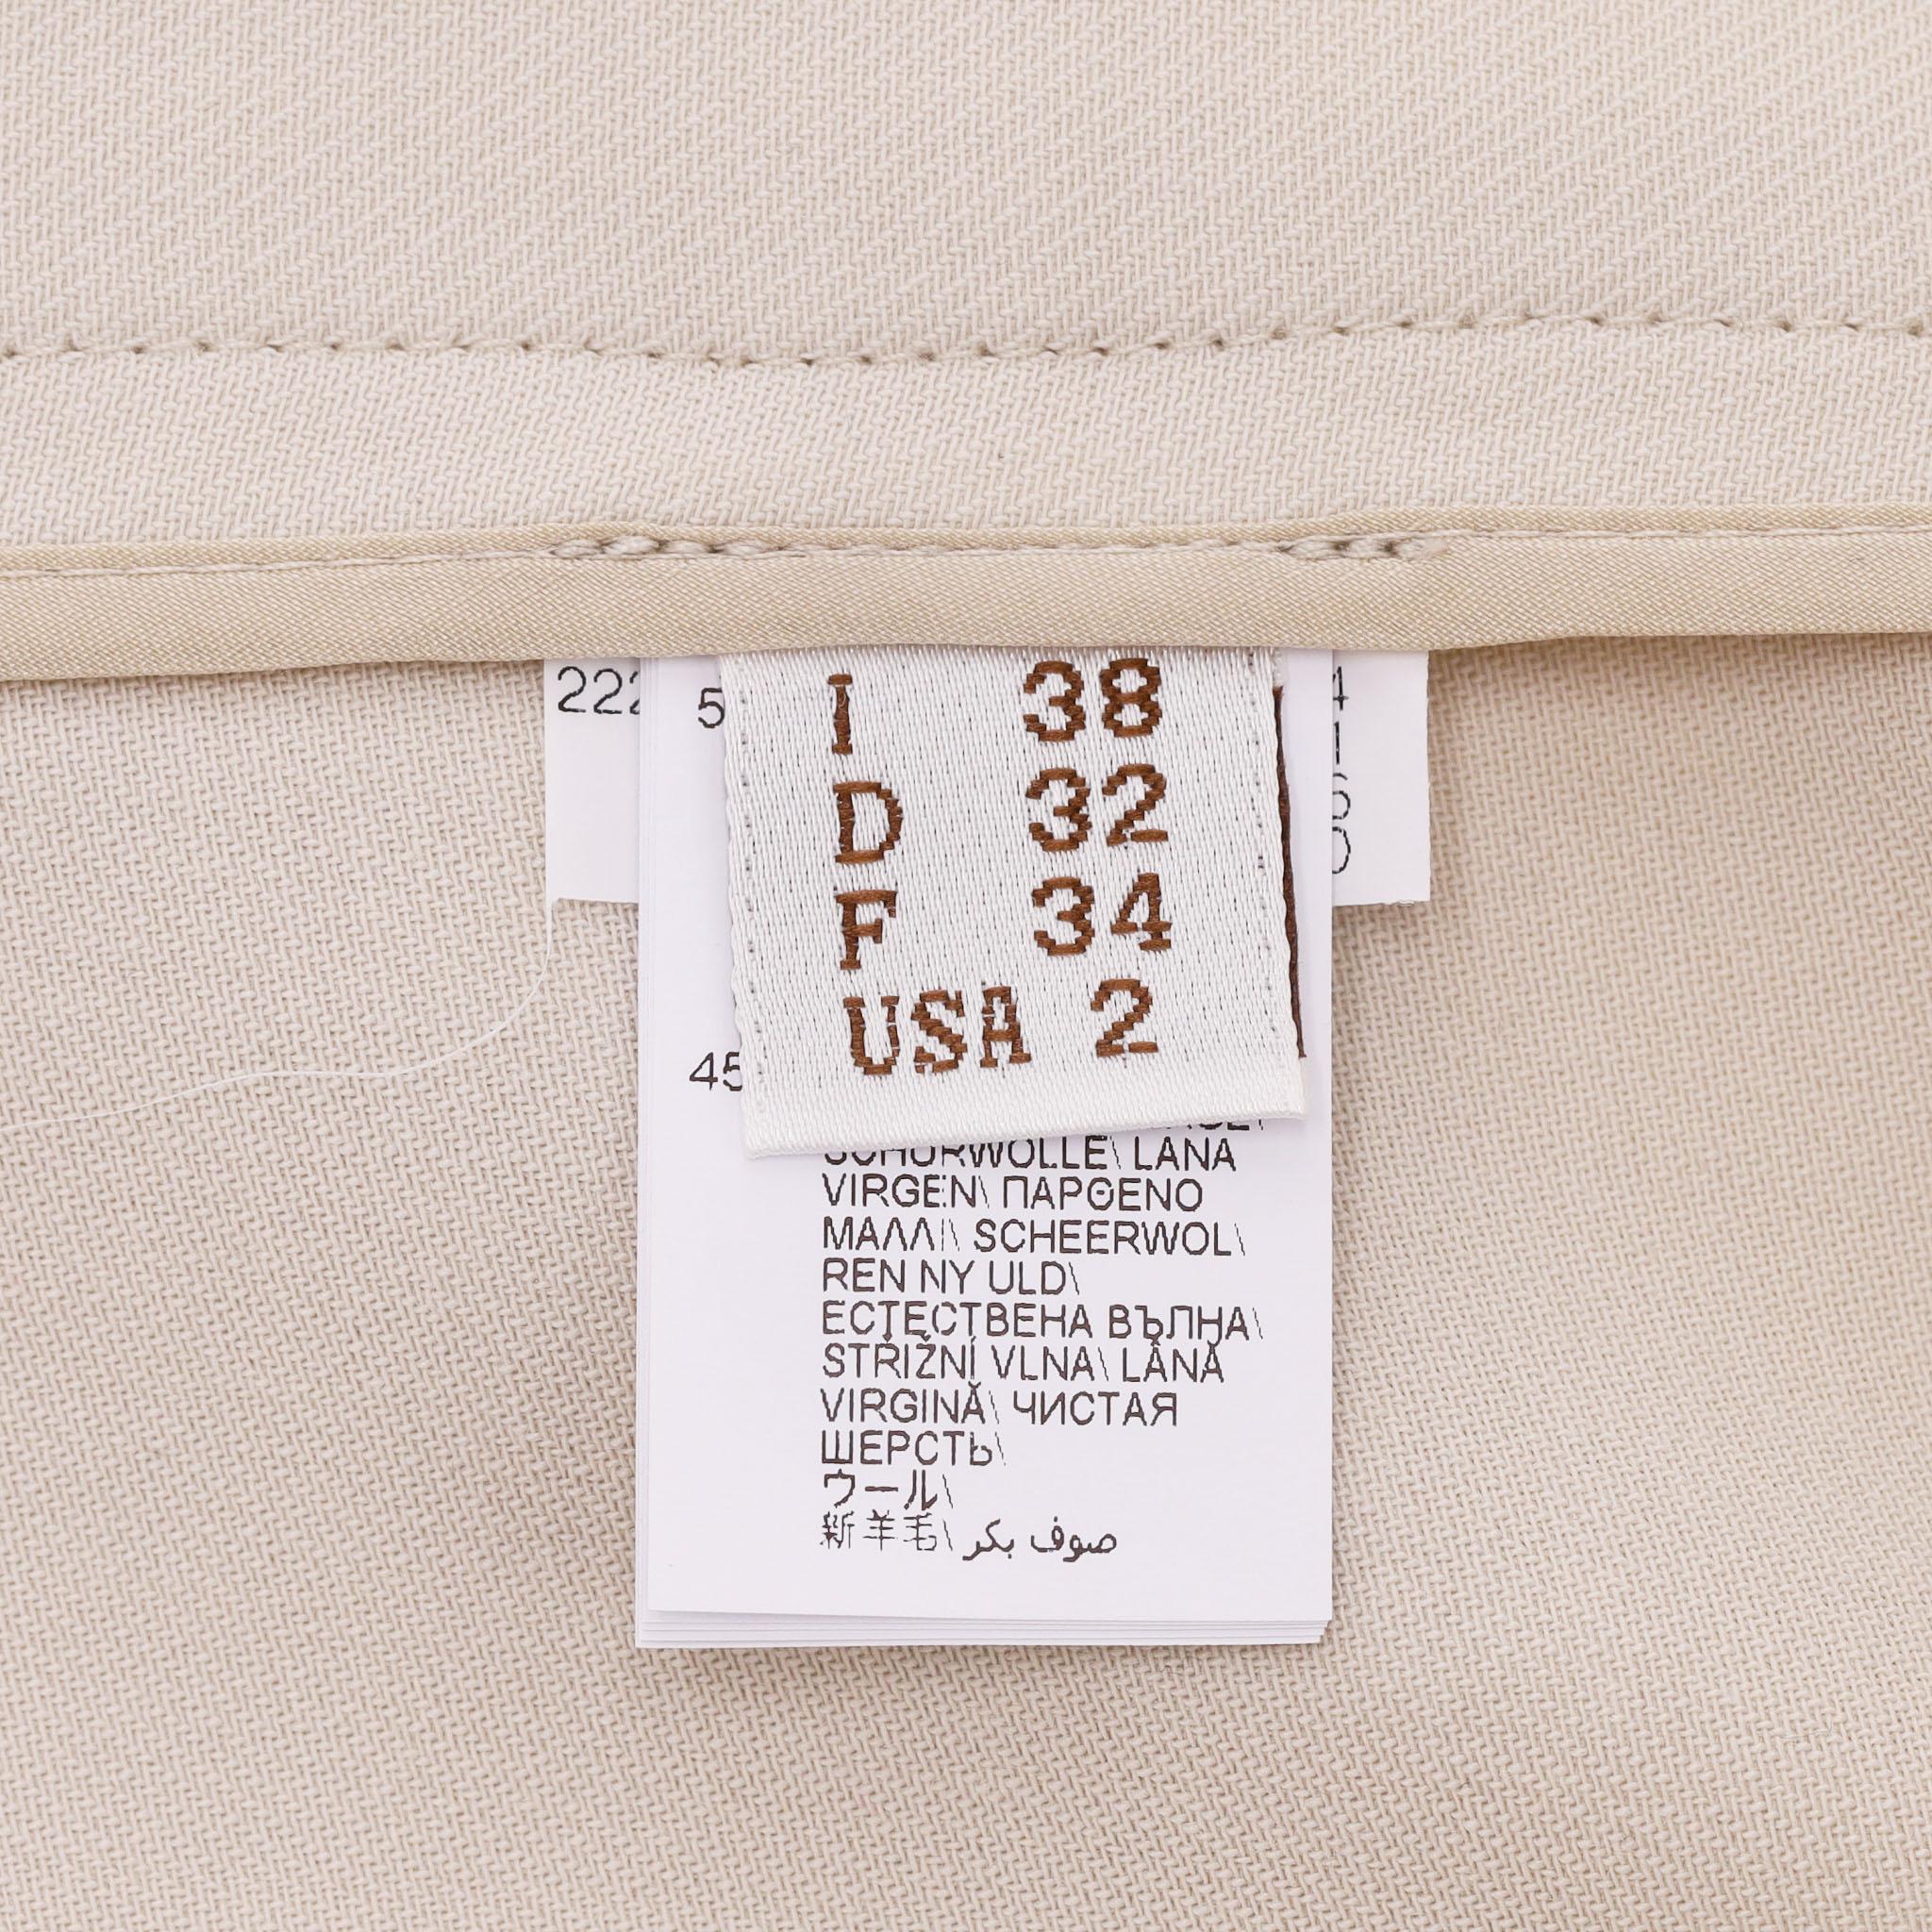 I 38
D 32
F 34
USA 2
SCHURWOLLE\ LANA
VIRGEN\ ΠΑΡΘΕΝΟ
ΜΑΛΛΙ\ SCHEERWOL\
REN NY ULD\
ЕСТЕСТВЕНА ВЪЛНА\
STŘIŽNÍ VLNA\ LÂNĂ
VIRGINĂ\ ЧИСТАЯ
ШЕРСТЬ\
ウール\
新羊毛\ صوف بكر